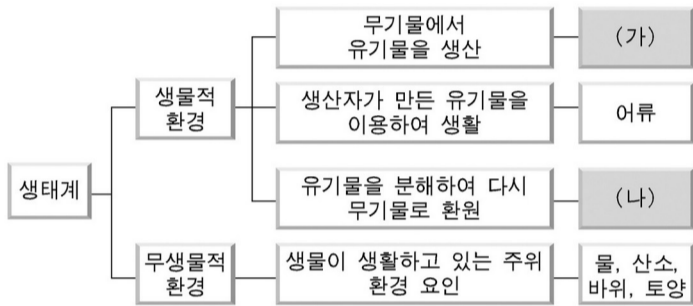 무기물에서
유기물을 생산
(가)
생물적
환경
생산자가 만든 유기물을
이용하여 생활
어류
생태계
유기물을 분해하여 다시
무기물로 환원
(나)
무생물적
환경
생물이 생활하고 있는 주위
환경 요인
물, 산소,
바위, 토양